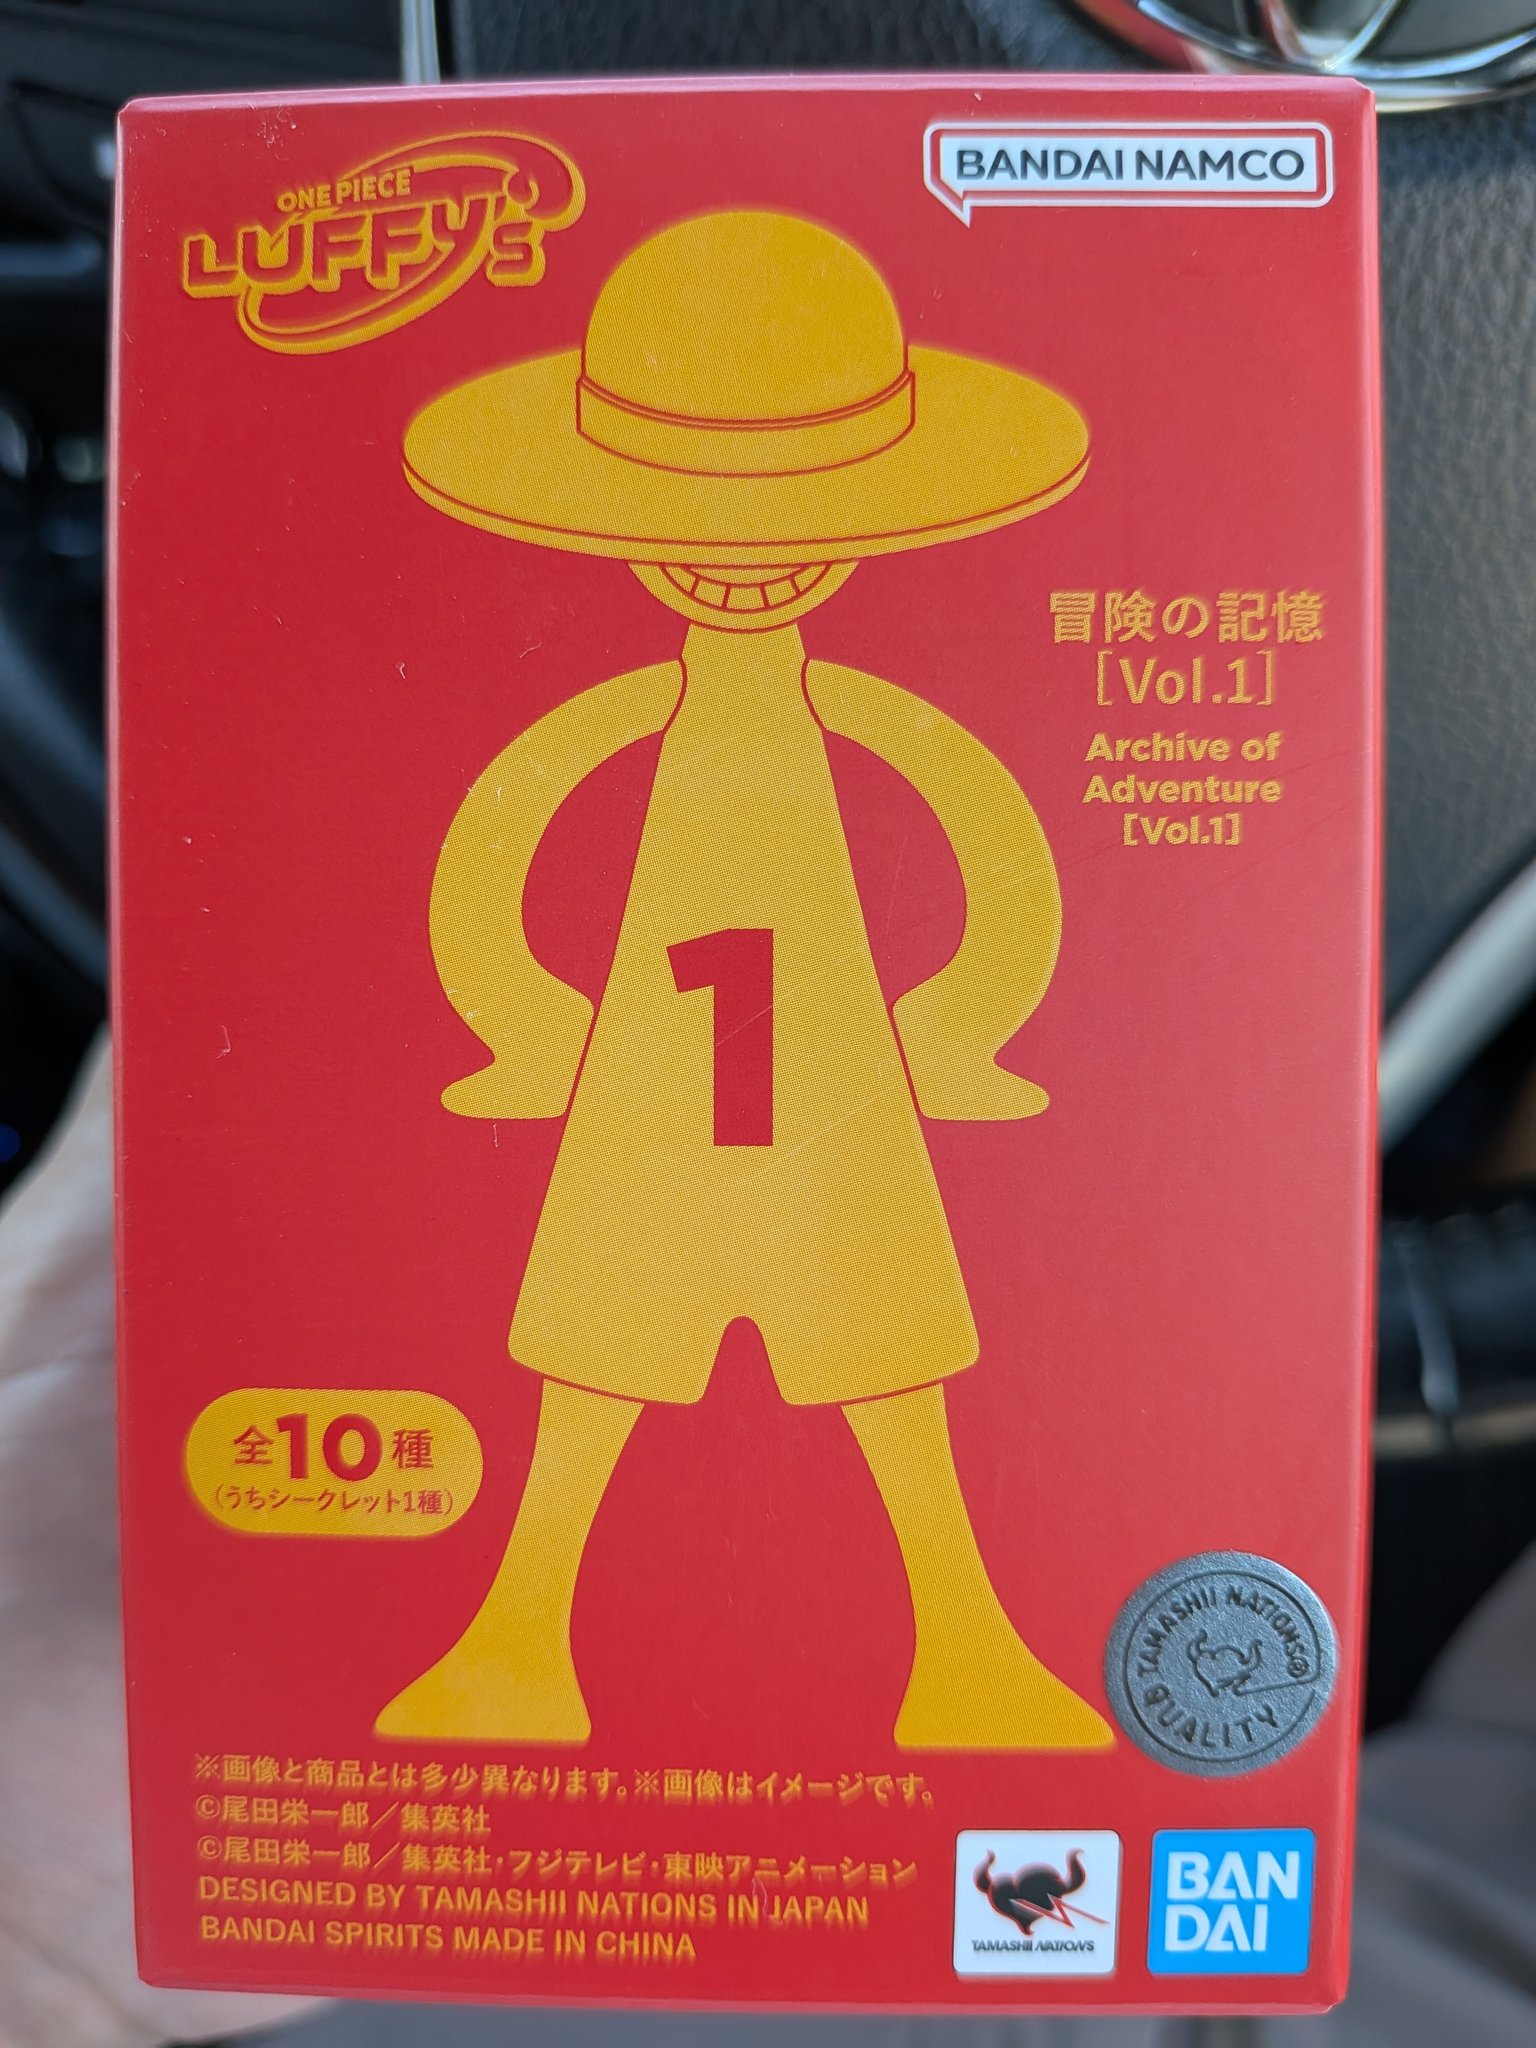 ONE PIECE
LUFFY'S
BANDAI NAMCO
冒険の記憶
[Vol.1]
Archive of
Adventure
[Vol.1]
1
全10種
(うちシークレット1種)
TAMASHII NATIONS®
QUALITY
※画像と商品とは多少異なります。※画像はイメージです。
©尾田栄一郎／集英社
©尾田栄一郎／集英社・フジテレビ・東映アニメーション
DESIGNED BY TAMASHII NATIONS IN JAPAN
BANDAI SPIRITS MADE IN CHINA
TAMASHII NATIONS
BAN
DAI